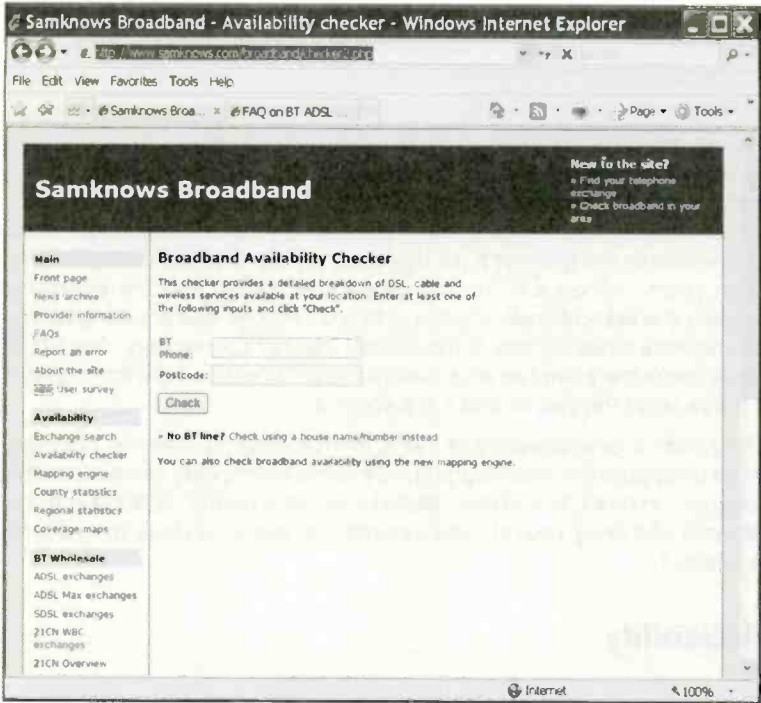 Samknows Broadband - Availability checker - Windows Internet Explorer
http://www.samknows.com/broadband/checker2.php
File Edit View Favorites Tools Help
Samknows Broa... × FAQ on BT ADSL ...
Page Tools
Samknows Broadband
New to the site?
» Find your telephone
exchange
» Check broadband in your
area
Main
Front page
News archive
Provider information
FAQs
Report an error
About the site
User survey
Availability
Exchange search
Availability checker
Mapping engine
County statistics
Regional statistics
Coverage maps
BT Wholesale
ADSL exchanges
ADSL Max exchanges
SDSL exchanges
21CN WBC
exchanges
21CN Overview
Broadband Availability Checker
This checker provides a detailed breakdown of DSL, cable and
wireless services available at your location. Enter at least one of
the following inputs and click "Check".
BT
Phone:
Postcode:
Check
» No BT line? Check using a house name/number instead
You can also check broadband availability using the new mapping engine.
Internet
100%